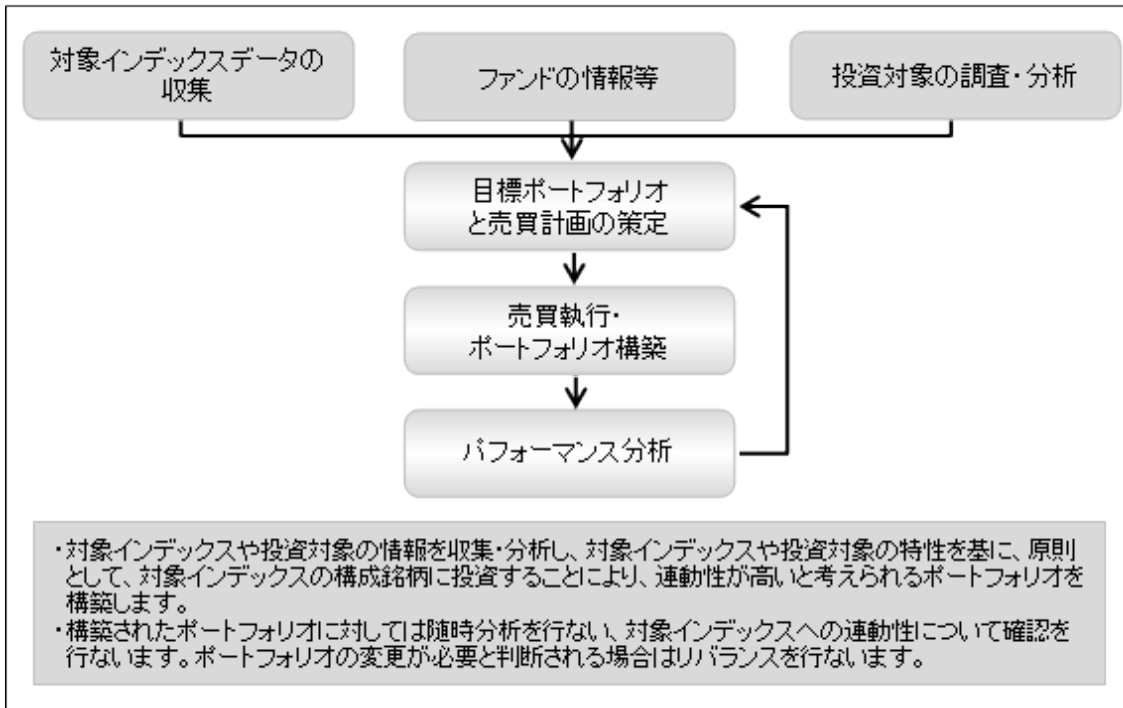 対象インデックスデータの
収集
ファンドの情報等
投資対象の調査・分析
目標ポートフォリオ
と売買計画の策定
売買執行・
ポートフォリオ構築
パフォーマンス分析
・対象インデックスや投資対象の情報を収集・分析し、対象インデックスや投資対象の特性を基に、原則
として、対象インデックスの構成銘柄に投資することにより、連動性が高いと考えられるポートフォリオを
構築します。
・構築されたポートフォリオに対しては随時分析を行ない、対象インデックスへの連動性について確認を
行ないます。ポートフォリオの変更が必要と判断される場合はリバランスを行ないます。